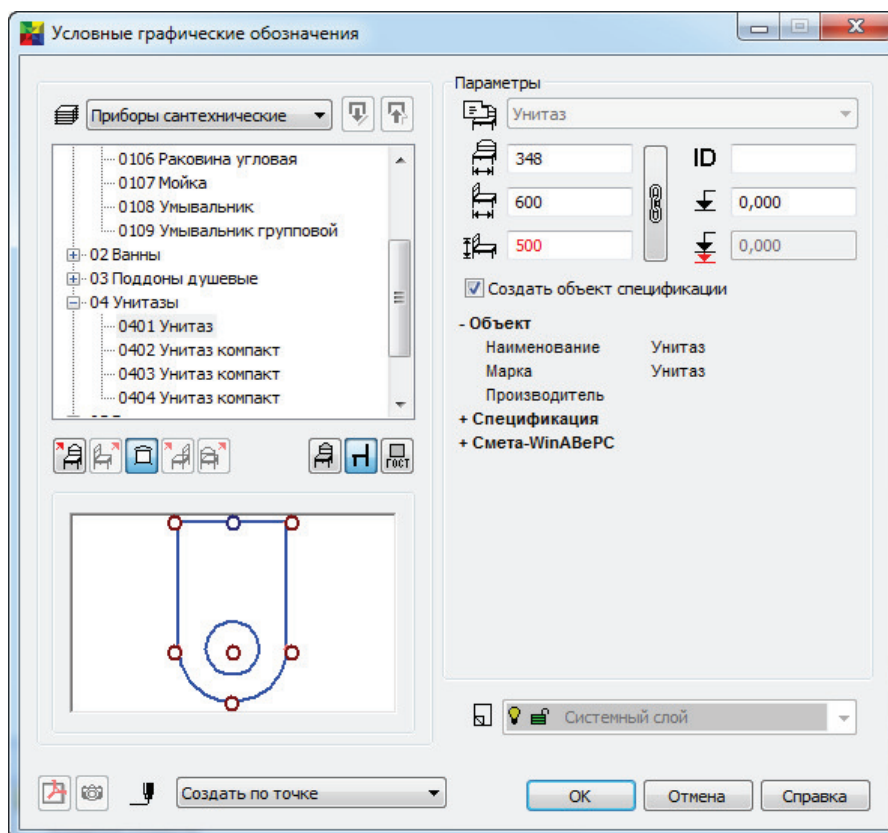 Условные графические обозначения
Приборы сантехнические
0106 Раковина угловая
0107 Мойка
0108 Умывальник
0109 Умывальник групповой
02 Ванны
03 Поддоны душевые
04 Унитазы
0401 Унитаз
0402 Унитаз компакт
0403 Унитаз компакт
0404 Унитаз компакт
ГОСТ
Параметры
Унитаз
348
ID
600
0,000
500
0,000
Создать объект спецификации
- Объект
Наименование Унитаз
Марка Унитаз
Производитель
+ Спецификация
+ Смета-WinАВеРС
Системный слой
Создать по точке
OK
Отмена
Справка